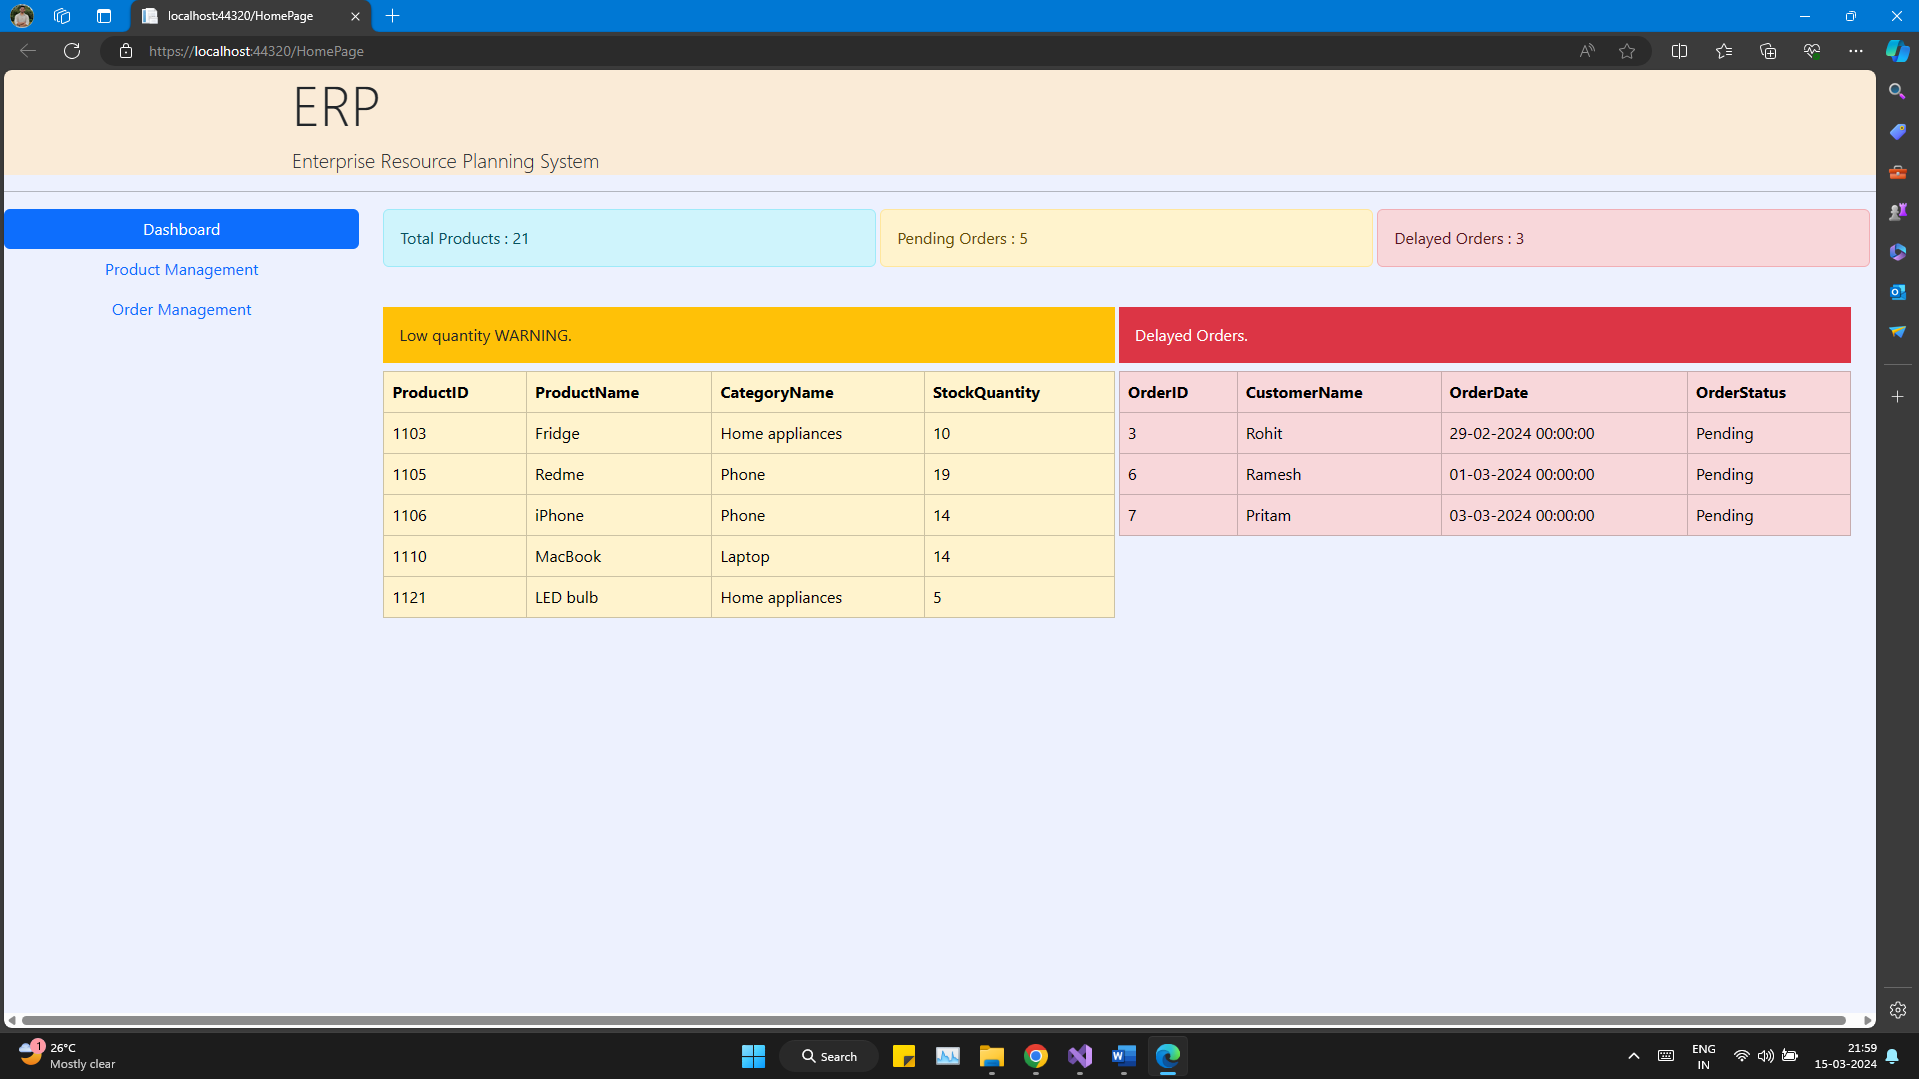 localhost:44320/HomePage
https://localhost:44320/HomePage
ERP
Enterprise Resource Planning System
Dashboard
Product Management
Order Management
Total Products : 21
Pending Orders : 5
Delayed Orders : 3
Low quantity WARNING.
ProductID ProductName CategoryName StockQuantity
1103 Fridge Home appliances 10
1105 Redme Phone 19
1106 iPhone Phone 14
1110 MacBook Laptop 14
1121 LED bulb Home appliances 5
Delayed Orders.
OrderID CustomerName OrderDate OrderStatus
3 Rohit 29-02-2024 00:00:00 Pending
6 Ramesh 01-03-2024 00:00:00 Pending
7 Pritam 03-03-2024 00:00:00 Pending
1
26°C
Mostly clear
Search
ENG
IN
21:59
15-03-2024